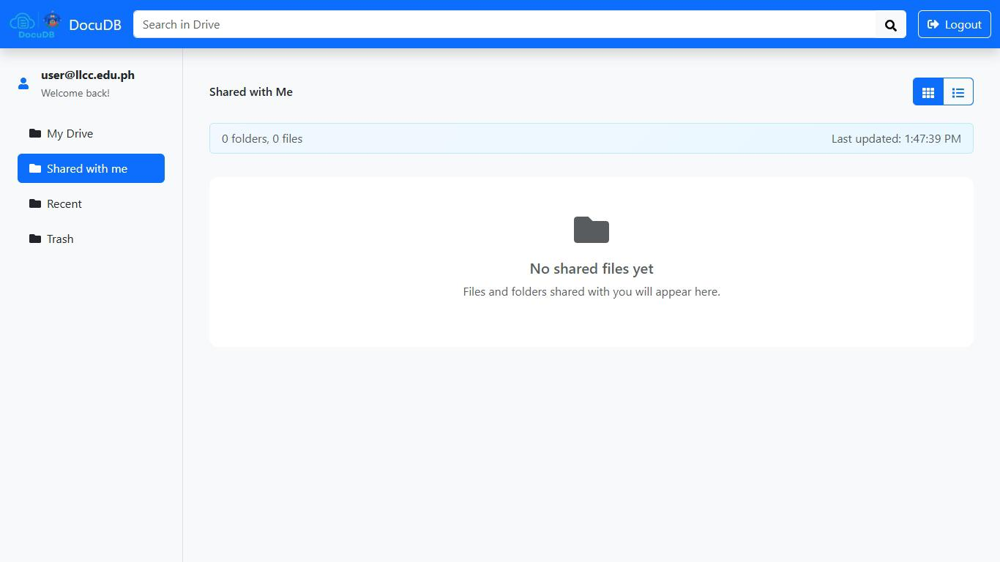 DocuDB
DocuDB
Search in Drive
Logout
user@llcc.edu.ph
Welcome back!
My Drive
Shared with me
Recent
Trash
Shared with Me
0 folders, 0 files
Last updated: 1:47:39 PM
No shared files yet
Files and folders shared with you will appear here.